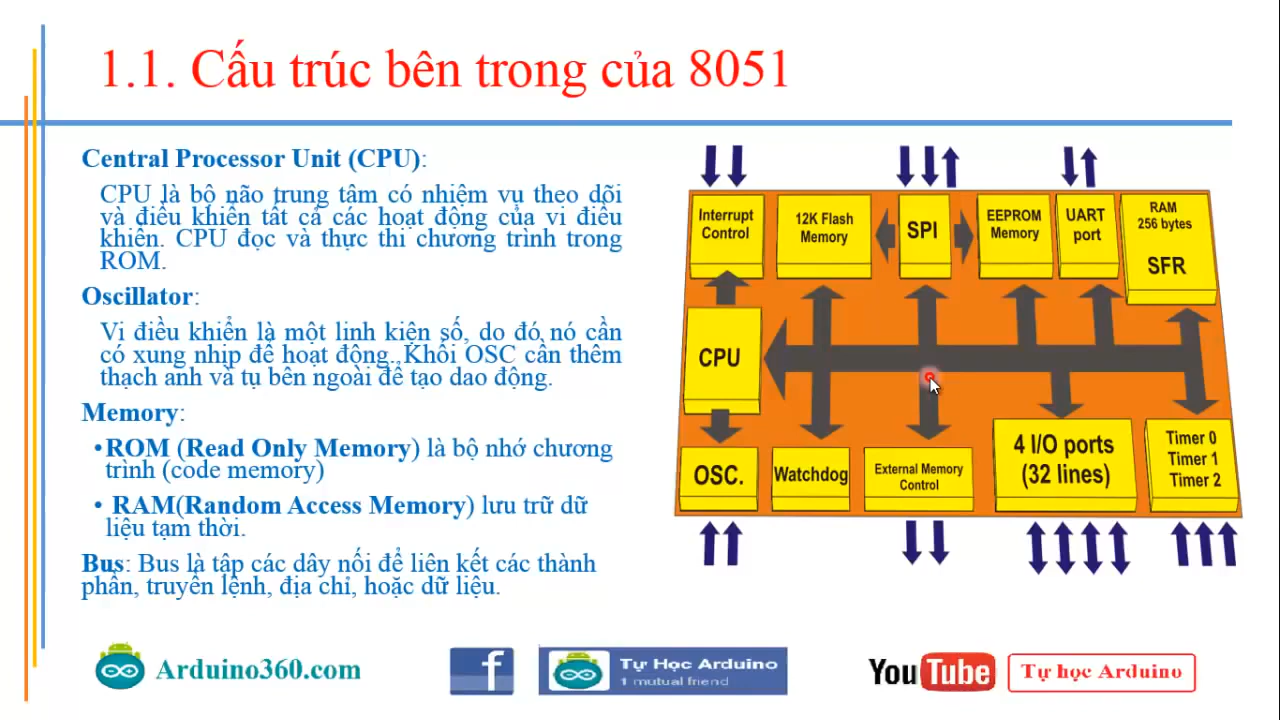 1.1. Cấu trúc bên trong của 8051
Central Processor Unit (CPU):
CPU là bộ não trung tâm có nhiệm vụ theo dõi
và điều khiển tất cả các hoạt động của vi điều
khiển. CPU đọc và thực thi chương trình trong
ROM.
Oscillator:
Vi điều khiển là một linh kiện số, do đó nó cần
có xung nhịp để hoạt động. Khối OSC cần thêm
thạch anh và tụ bên ngoài để tạo dao động.
Memory:
•ROM (Read Only Memory) là bộ nhớ chương
trình (code memory)
• RAM(Random Access Memory) lưu trữ dữ
liệu tạm thời.
Bus: Bus là tập các dây nối để liên kết các thành
phần, truyền lệnh, địa chỉ, hoặc dữ liệu.
Interrupt
Control
12K Flash
Memory
SPI
EEPROM
Memory
UART
port
RAM
256 bytes
SFR
CPU
OSC.
Watchdog
External Memory
Control
4 I/O ports
(32 lines)
Timer 0
Timer 1
Timer 2
Arduino360.com
f
Tự Học Arduino
1 mutual friend
YouTube
Tự học Arduino